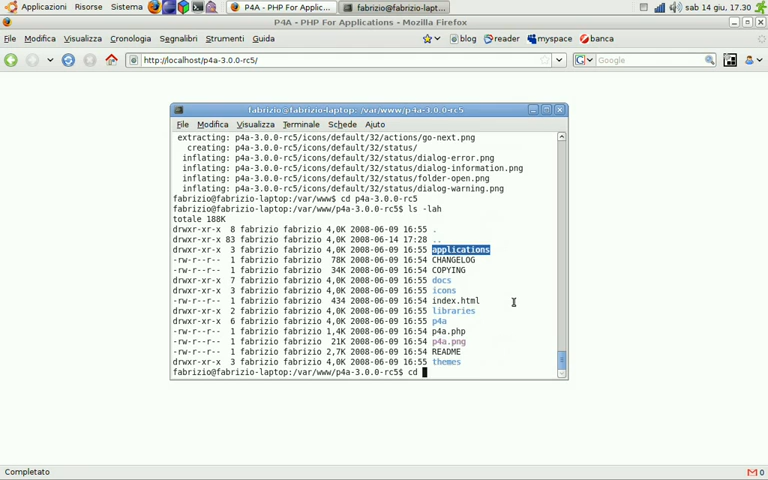 Applicazioni Risorse Sistema P4A - PHP For Applic... fabrizio@fabrizio-lapt... sab 14 giu, 17.30
P4A - PHP For Applications - Mozilla Firefox
File Modifica Visualizza Cronologia Segnalibri Strumenti Guida blog reader myspace banca
http://localhost/p4a-3.0.0-rc5/ Google
fabrizio@fabrizio-laptop: /var/www/p4a-3.0.0-rc5
File Modifica Visualizza Terminale Schede Aiuto
extracting: p4a-3.0.0-rc5/icons/default/32/actions/go-next.png
creating: p4a-3.0.0-rc5/icons/default/32/status/
inflating: p4a-3.0.0-rc5/icons/default/32/status/dialog-error.png
inflating: p4a-3.0.0-rc5/icons/default/32/status/dialog-information.png
inflating: p4a-3.0.0-rc5/icons/default/32/status/folder-open.png
inflating: p4a-3.0.0-rc5/icons/default/32/status/dialog-warning.png
fabrizio@fabrizio-laptop:/var/www$ cd p4a-3.0.0-rc5
fabrizio@fabrizio-laptop:/var/www/p4a-3.0.0-rc5$ ls -lah
totale 188K
drwxr-xr-x 8 fabrizio fabrizio 4,0K 2008-06-09 16:55 .
drwxr-xr-x 83 fabrizio fabrizio 4,0K 2008-06-14 17:28 ..
drwxr-xr-x 3 fabrizio fabrizio 4,0K 2008-06-09 16:55 applications
-rw-r--r-- 1 fabrizio fabrizio 78K 2008-06-09 16:54 CHANGELOG
-rw-r--r-- 1 fabrizio fabrizio 34K 2008-06-09 16:54 COPYING
drwxr-xr-x 7 fabrizio fabrizio 4,0K 2008-06-09 16:55 docs
drwxr-xr-x 3 fabrizio fabrizio 4,0K 2008-06-09 16:55 icons
-rw-r--r-- 1 fabrizio fabrizio 434 2008-06-09 16:54 index.html
drwxr-xr-x 2 fabrizio fabrizio 4,0K 2008-06-09 16:55 libraries
drwxr-xr-x 6 fabrizio fabrizio 4,0K 2008-06-09 16:55 p4a
-rw-r--r-- 1 fabrizio fabrizio 1,4K 2008-06-09 16:54 p4a.php
-rw-r--r-- 1 fabrizio fabrizio 21K 2008-06-09 16:54 p4a.png
-rw-r--r-- 1 fabrizio fabrizio 2,7K 2008-06-09 16:54 README
drwxr-xr-x 3 fabrizio fabrizio 4,0K 2008-06-09 16:55 themes
fabrizio@fabrizio-laptop:/var/www/p4a-3.0.0-rc5$ cd
Completato 0